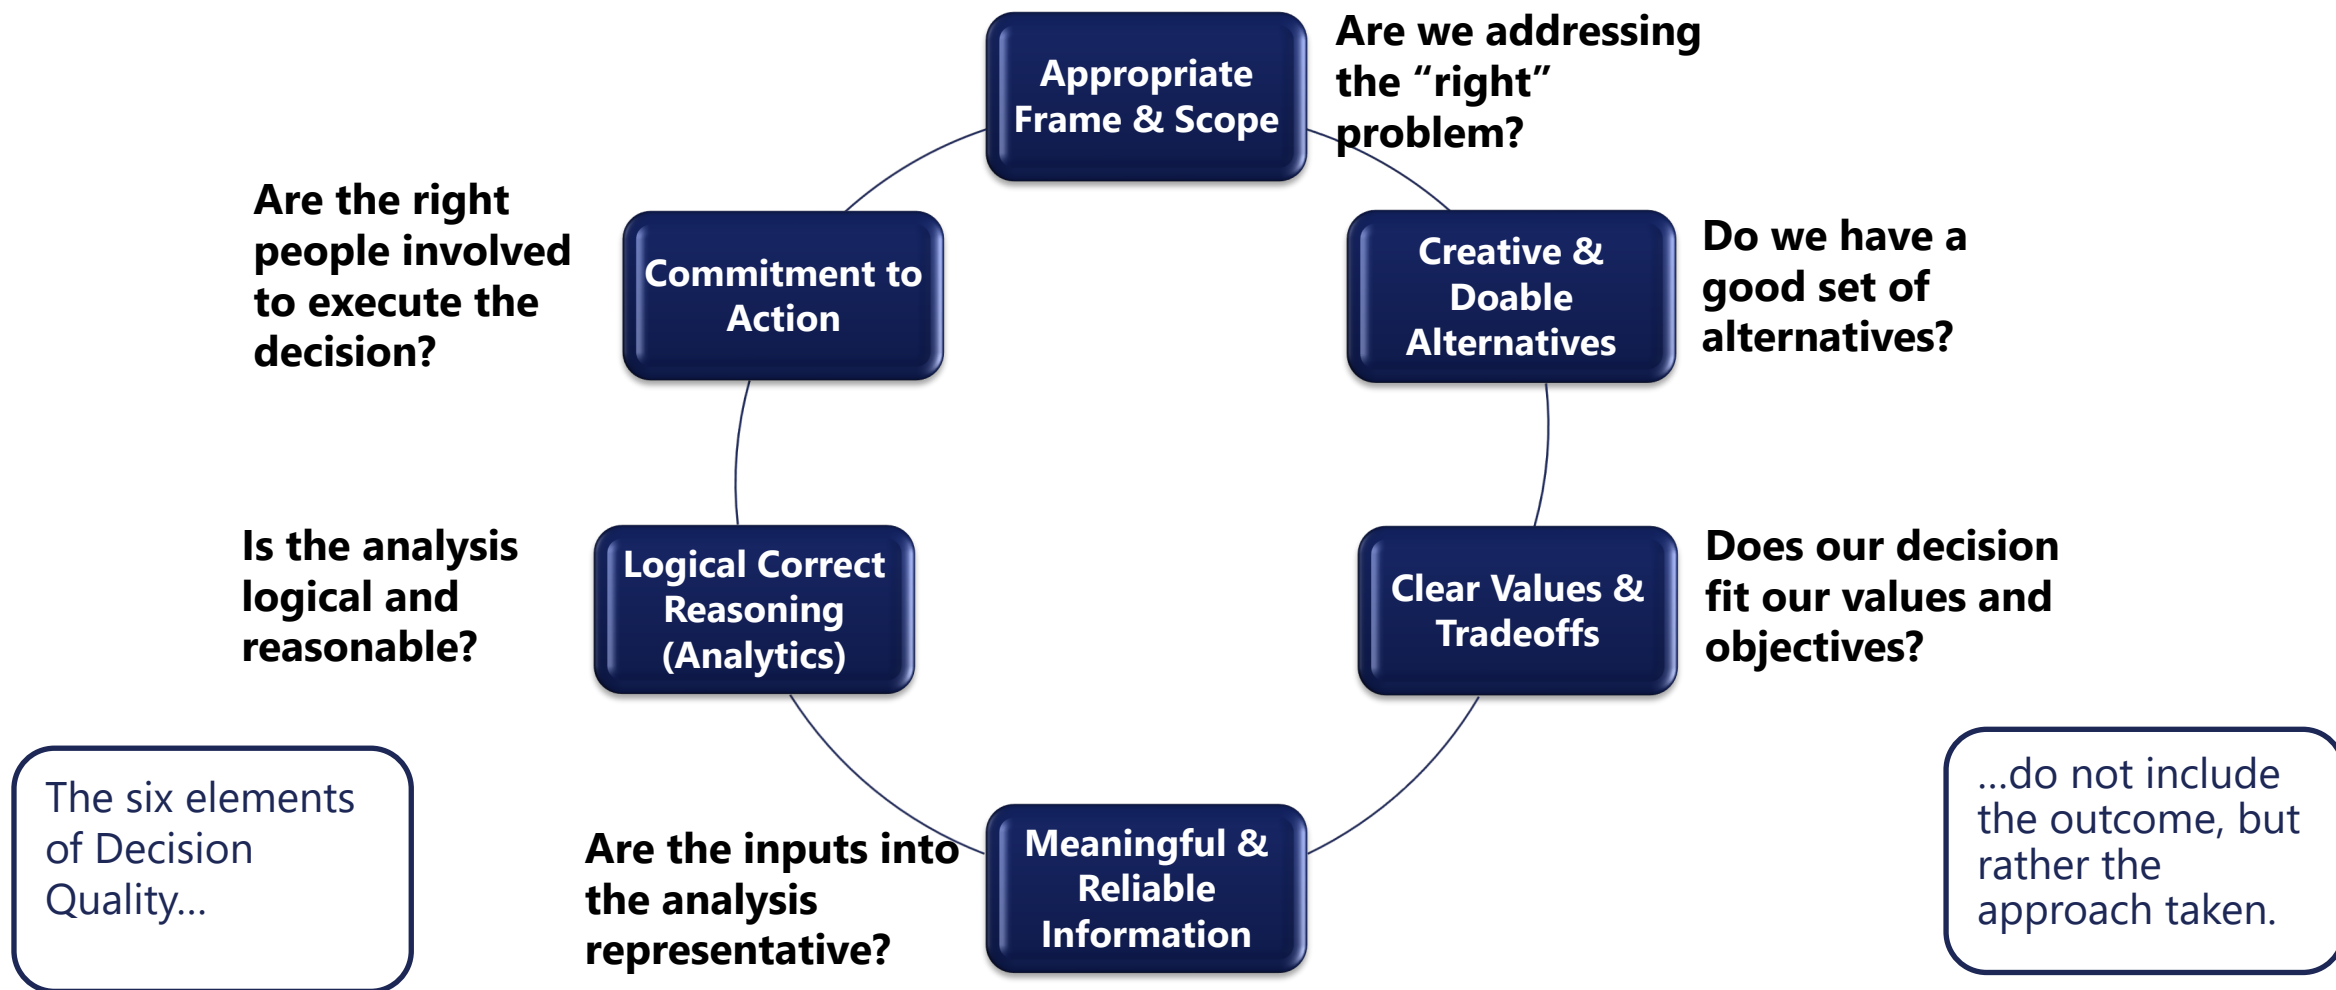 Appropriate
Frame & Scope
Are we addressing
the “right”
problem?
Creative &
Doable
Alternatives
Do we have a
good set of
alternatives?
Clear Values &
Tradeoffs
Does our decision
fit our values and
objectives?
Meaningful &
Reliable
Information
Are the inputs into
the analysis
representative?
Logical Correct
Reasoning
(Analytics)
Is the analysis
logical and
reasonable?
Commitment to
Action
Are the right
people involved
to execute the
decision?
The six elements
of Decision
Quality...
...do not include
the outcome, but
rather the
approach taken.